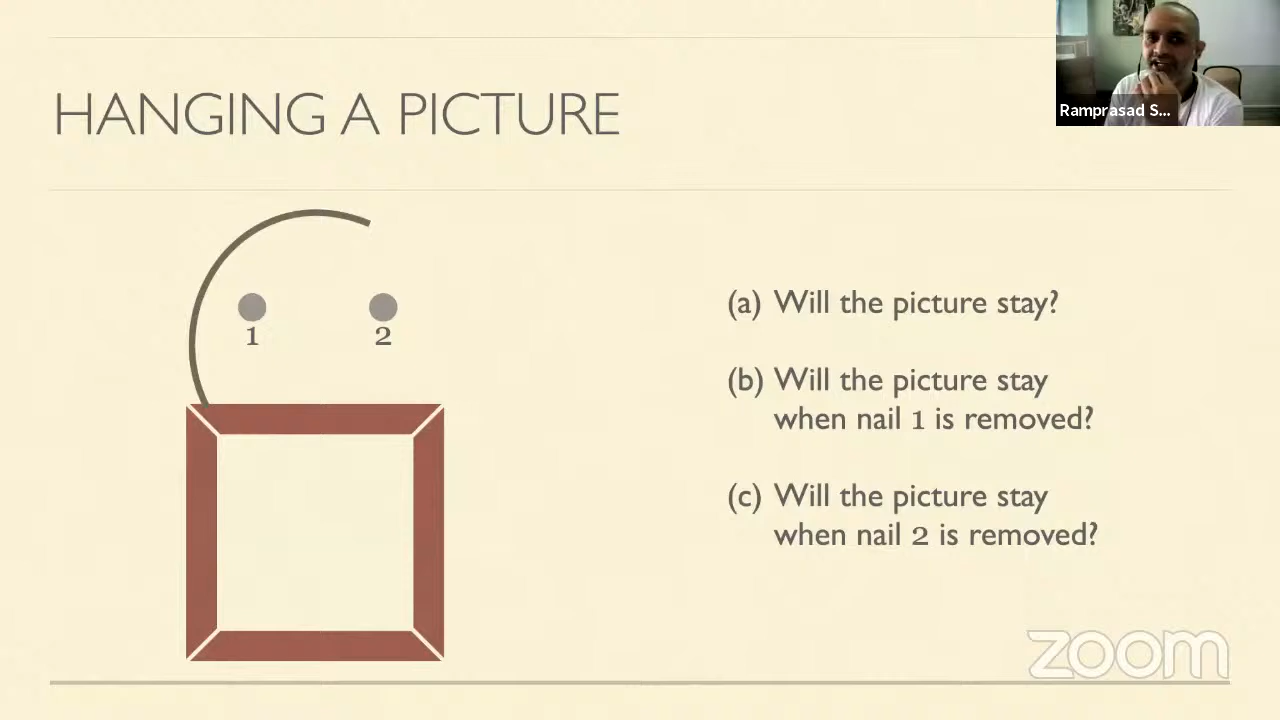 HANGING A PICTURE
Ramprasad S...
1
2
(a) Will the picture stay?
(b) Will the picture stay
when nail 1 is removed?
(c) Will the picture stay
when nail 2 is removed?
zoom